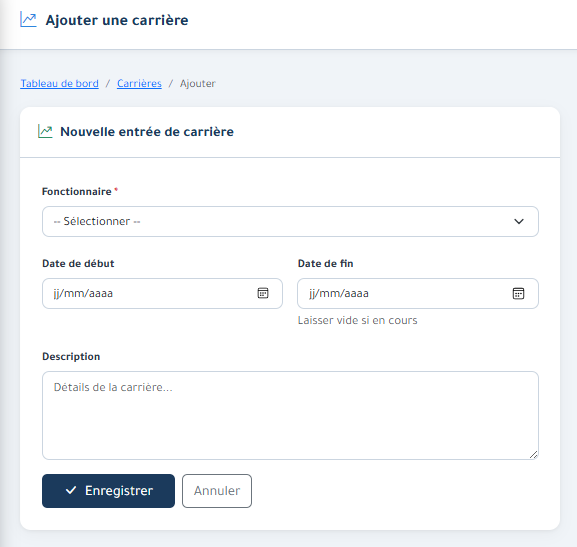 Ajouter une carrière
Tableau de bord / Carrières / Ajouter
Nouvelle entrée de carrière
Fonctionnaire *
-- Sélectionner --
Date de début
Date de fin
jj/mm/aaaa
jj/mm/aaaa
Laisser vide si en cours
Description
Détails de la carrière...
Enregistrer
Annuler